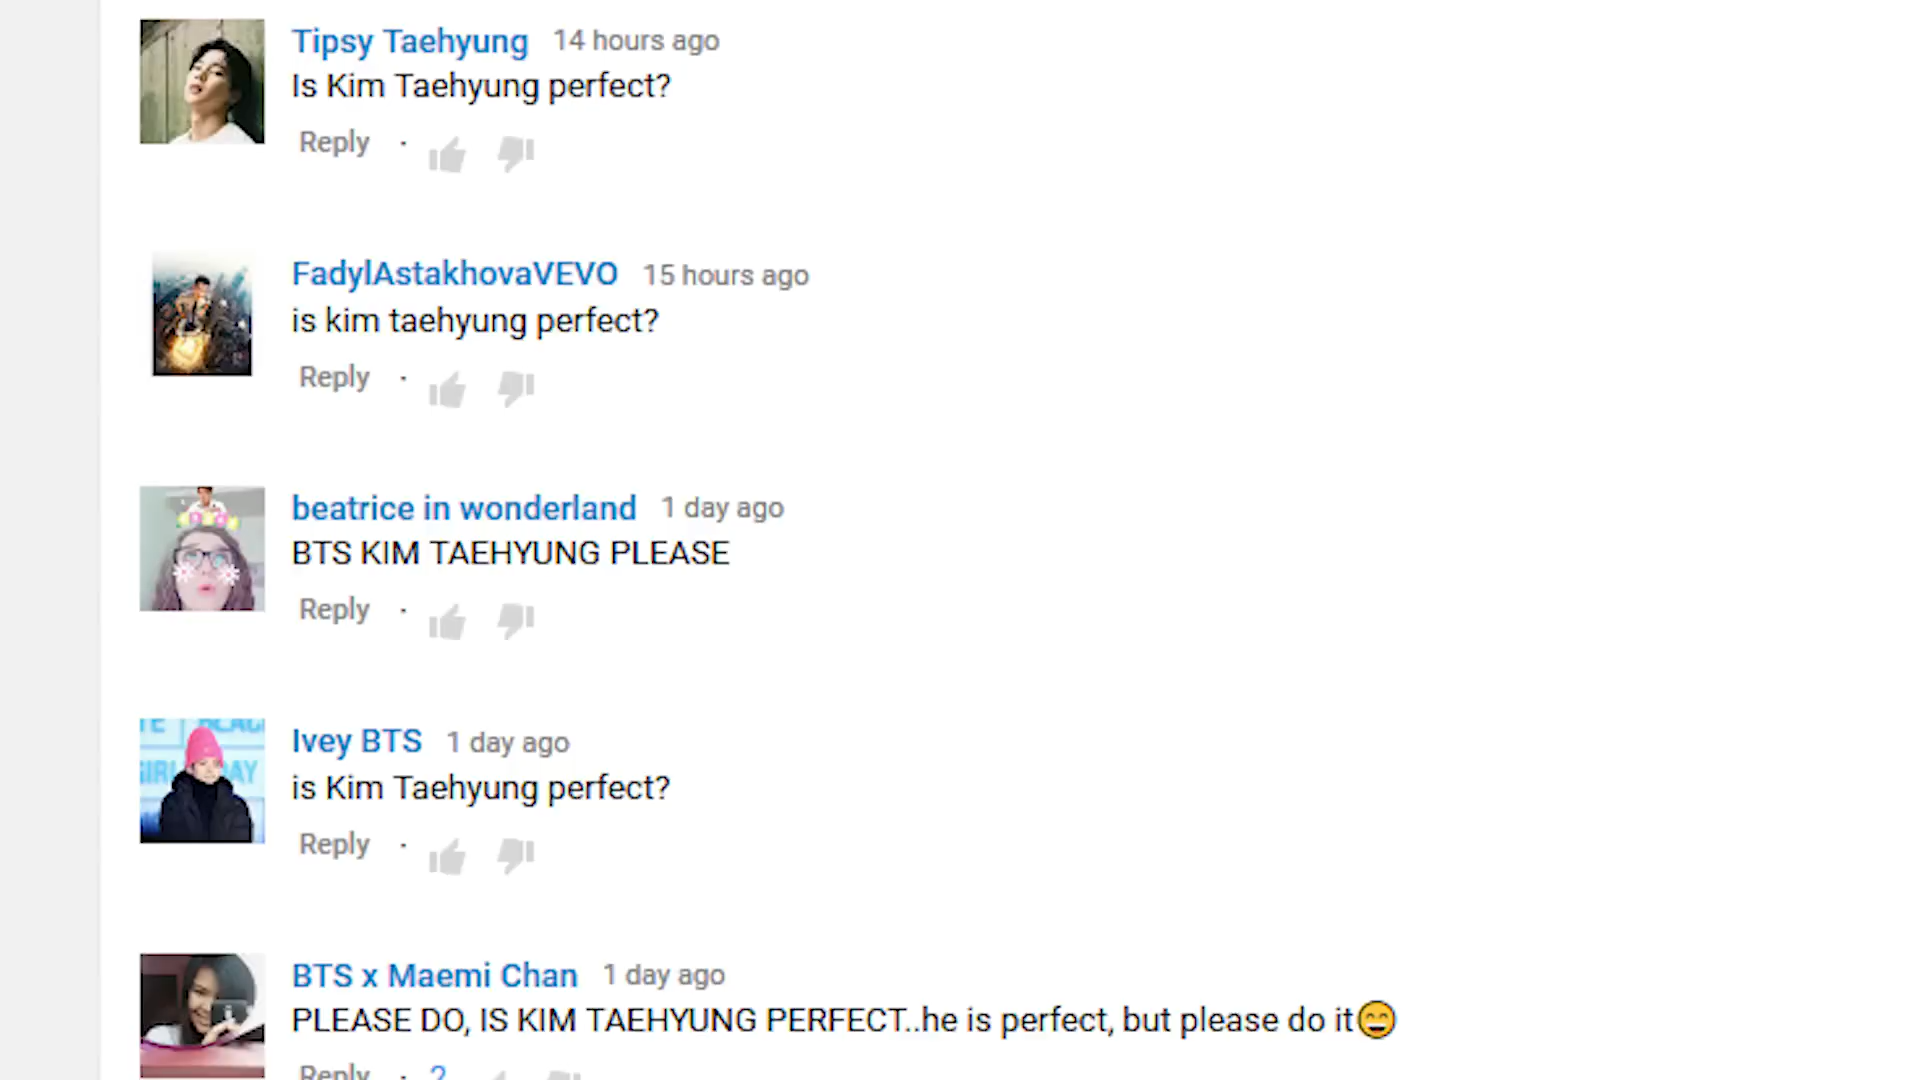 Tipsy Taehyung 14 hours ago
Is Kim Taehyung perfect?
Reply ·
FadylAstakhovaVEVO 15 hours ago
is kim taehyung perfect?
Reply ·
beatrice in wonderland 1 day ago
BTS KIM TAEHYUNG PLEASE
Reply ·
Ivey BTS 1 day ago
is Kim Taehyung perfect?
Reply ·
BTS x Maemi Chan 1 day ago
PLEASE DO, IS KIM TAEHYUNG PERFECT..he is perfect, but please do it😄
Reply · 2